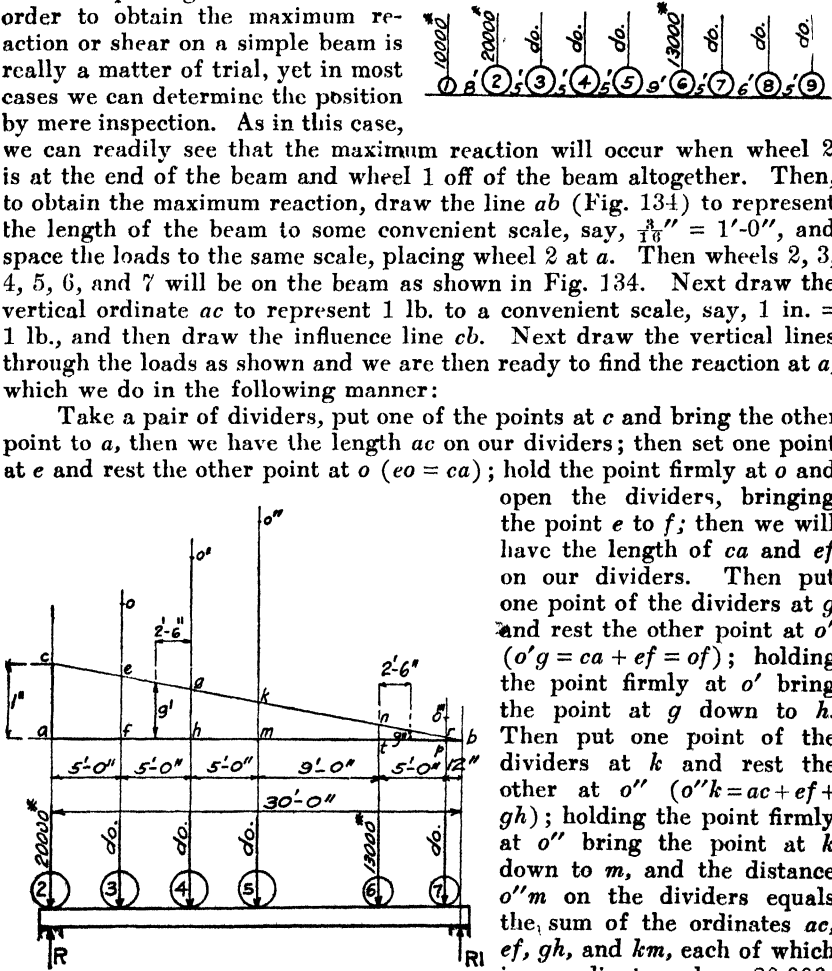 order to obtain the maximum re-
action or shear on a simple beam is
really a matter of trial, yet in most
cases we can determine the position
by mere inspection. As in this case,
10000# 20000# do. do. do. 13000# do. do. do.
1 8' 2 5' 3 5' 4 5' 5 9' 6 5' 7 6' 8 5' 9
we can readily see that the maximum reaction will occur when wheel 2
is at the end of the beam and wheel 1 off of the beam altogether. Then,
to obtain the maximum reaction, draw the line ab (Fig. 134) to represent
the length of the beam to some convenient scale, say, 3/16" = 1'-0", and
space the loads to the same scale, placing wheel 2 at a. Then wheels 2, 3,
4, 5, 6, and 7 will be on the beam as shown in Fig. 134. Next draw the
vertical ordinate ac to represent 1 lb. to a convenient scale, say, 1 in. =
1 lb., and then draw the influence line cb. Next draw the vertical lines
through the loads as shown and we are then ready to find the reaction at a,
which we do in the following manner:
Take a pair of dividers, put one of the points at c and bring the other
point to a, then we have the length ac on our dividers; then set one point
at e and rest the other point at o (eo = ca); hold the point firmly at o and
open the dividers, bringing
the point e to f; then we will
have the length of ca and ef
on our dividers. Then put
one point of the dividers at g
and rest the other point at o'
(o'g = ca + ef = of); holding
the point firmly at o' bring
the point at g down to h.
Then put one point of the
dividers at k and rest the
other at o'' (o''k = ac + ef +
gh); holding the point firmly
at o'' bring the point at k
down to m, and the distance
o''m on the dividers equals
the sum of the ordinates ac,
ef, gh, and km, each of which
o''
o'
o
2'-6"
2'-6"
c e g k n
1" g' g''
a f h m t p r b
5'-0" 5'-0" 5'-0" 9'-0" 5'-0" 12"
30'-0"
20000# do. do. do. 13000# do.
2 3 4 5 6 7
R R1